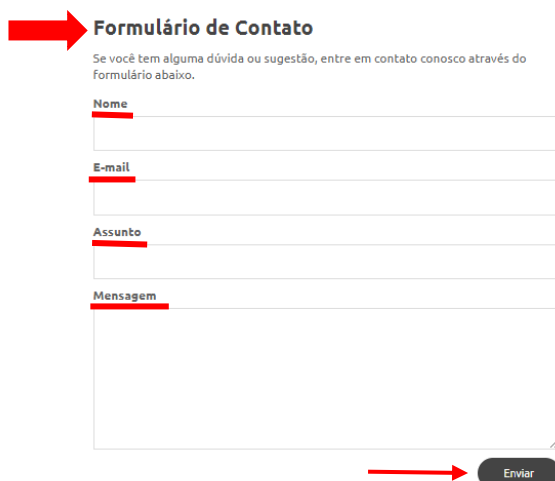 Formulário de Contato
Se você tem alguma dúvida ou sugestão, entre em contato conosco através do
formulário abaixo.
Nome
E-mail
Assunto
Mensagem
Enviar